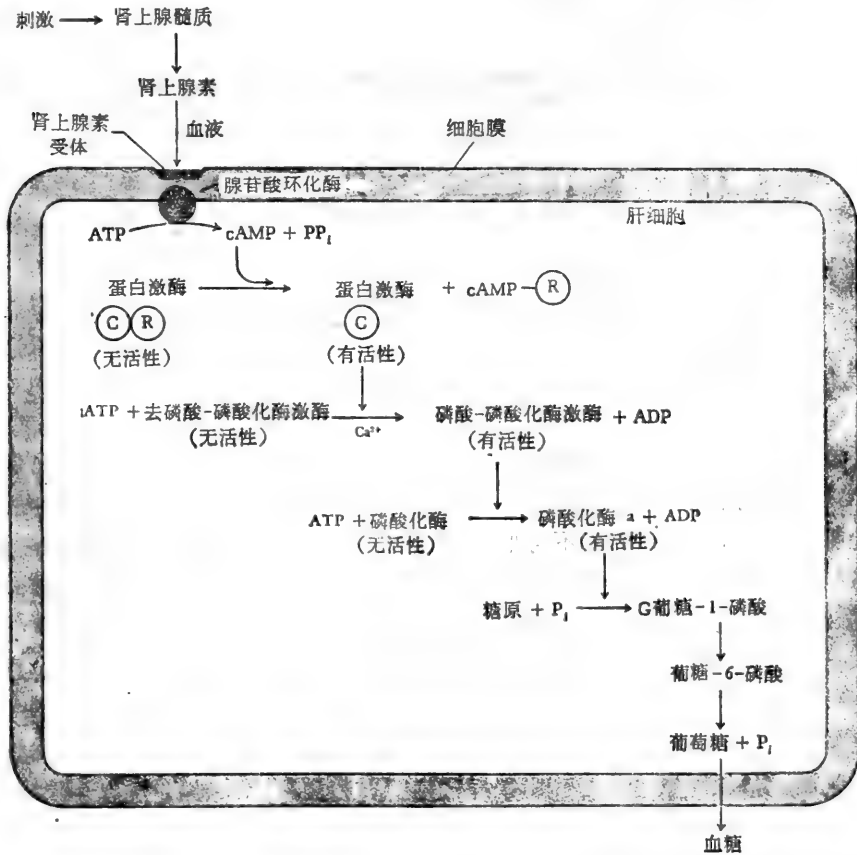 刺激 肾上腺髓质
肾上腺素
肾上腺素
受体
血液
细胞膜
腺苷酸环化酶
肝细胞
ATP cAMP + PPi
蛋白激酶 蛋白激酶 + cAMP R
C R C
(无活性) (有活性)
ATP + 去磷酸-磷酸化酶激酶 磷酸-磷酸化酶激酶 + ADP
(无活性) Ca²⁺ (有活性)
ATP + 磷酸化酶 磷酸化酶 a + ADP
(无活性) (有活性)
糖原 + Pi G葡糖-1-磷酸
葡糖-6-磷酸
葡萄糖 + Pi
血糖